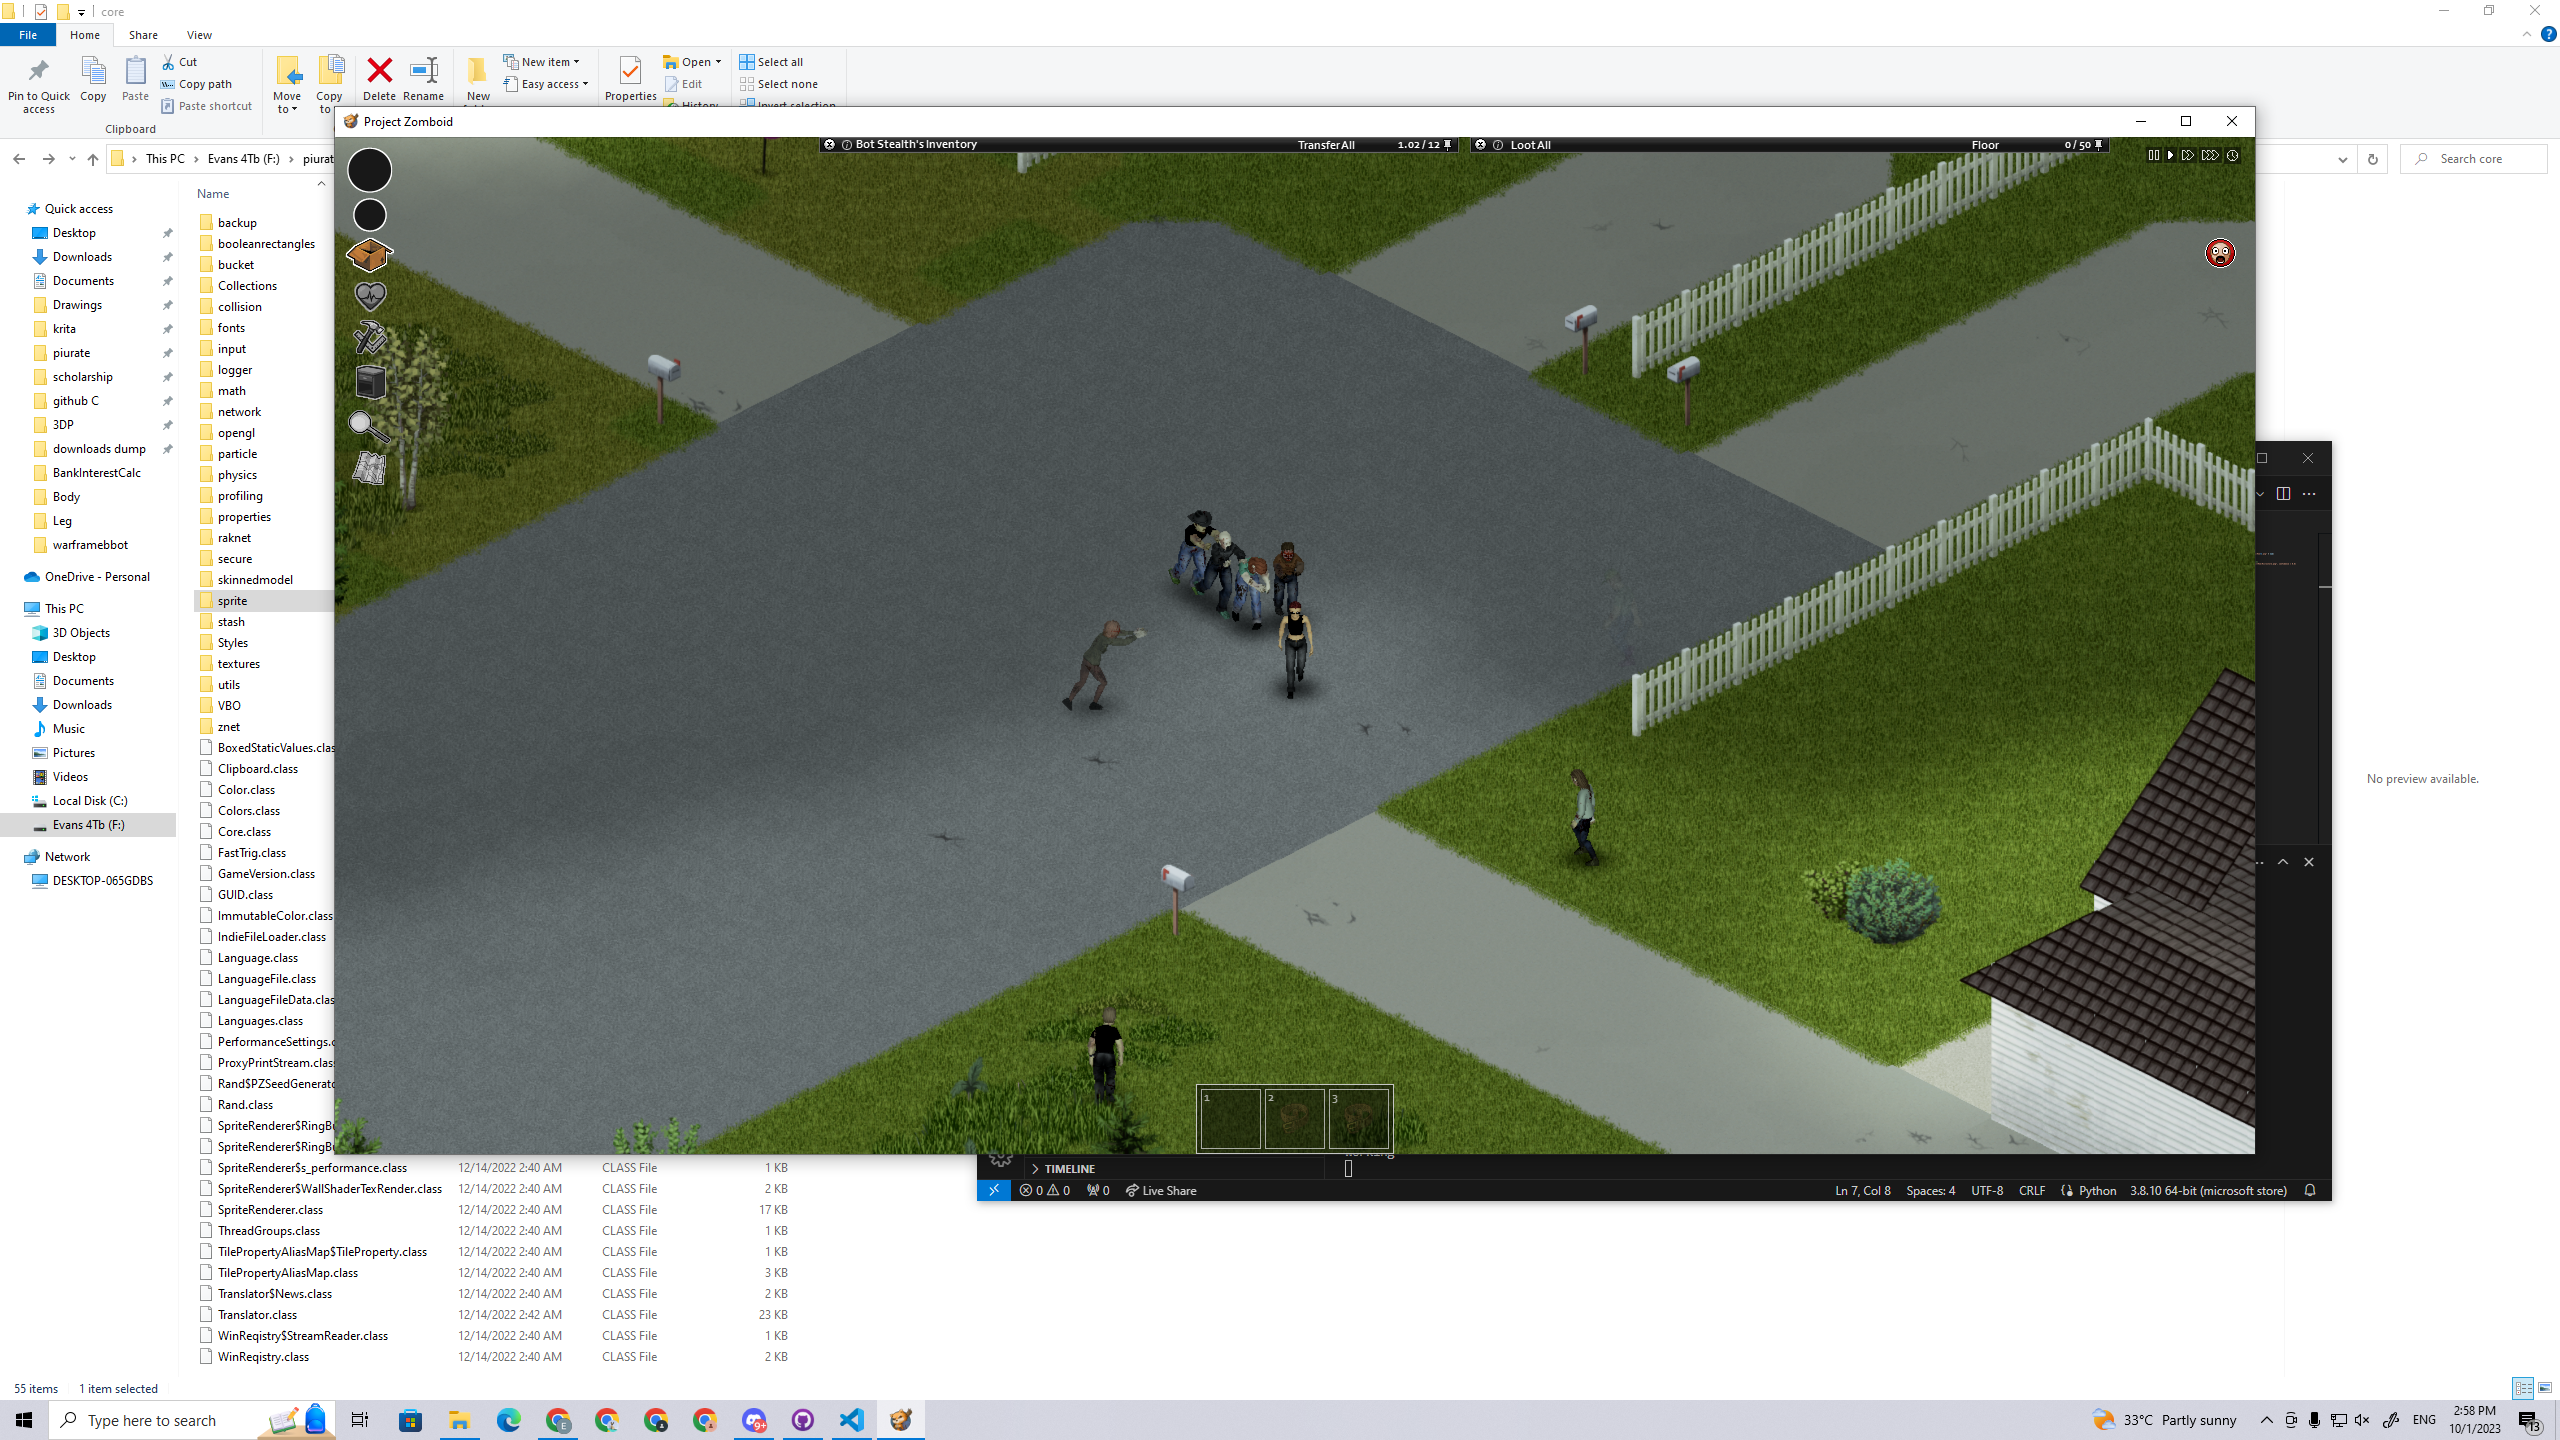 core
File
Home
Share
View
Pin to Quick access
Copy
Paste
Cut
Copy path
Paste shortcut
Clipboard
Move to
Copy to
Delete
Rename
New
New item
Easy access
Properties
Open
Edit
History
Select all
Select none
Invert selection
This PC
Evans 4Tb (F:)
piurate
Search core
Quick access
Desktop
Downloads
Documents
Drawings
krita
piurate
scholarship
github C
3DP
downloads dump
BankInterestCalc
Body
Leg
warframebbot
OneDrive - Personal
This PC
3D Objects
Desktop
Documents
Downloads
Music
Pictures
Videos
Local Disk (C:)
Evans 4Tb (F:)
Network
DESKTOP-065GDBS
Name
backup
booleanrectangles
bucket
Collections
collision
fonts
input
logger
math
network
opengl
particle
physics
profiling
properties
raknet
secure
skinnedmodel
sprite
stash
Styles
textures
utils
VBO
znet
BoxedStaticValues.clas
Clipboard.class
Color.class
Colors.class
Core.class
FastTrig.class
GameVersion.class
GUID.class
ImmutableColor.class
IndieFileLoader.class
Language.class
LanguageFile.class
LanguageFileData.clas
Languages.class
PerformanceSettings.c
ProxyPrintStream.class
Rand$PZSeedGenerato
Rand.class
SpriteRenderer$RingBu
SpriteRenderer$RingBu
SpriteRenderer$s_performance.class 12/14/2022 2:40 AM CLASS File 1 KB
SpriteRenderer$WallShaderTexRender.class 12/14/2022 2:40 AM CLASS File 2 KB
SpriteRenderer.class 12/14/2022 2:40 AM CLASS File 17 KB
ThreadGroups.class 12/14/2022 2:40 AM CLASS File 1 KB
TilePropertyAliasMap$TileProperty.class 12/14/2022 2:40 AM CLASS File 1 KB
TilePropertyAliasMap.class 12/14/2022 2:40 AM CLASS File 3 KB
Translator$News.class 12/14/2022 2:40 AM CLASS File 2 KB
Translator.class 12/14/2022 2:42 AM CLASS File 23 KB
WinReqistry$StreamReader.class 12/14/2022 2:40 AM CLASS File 1 KB
WinReqistry.class 12/14/2022 2:40 AM CLASS File 2 KB
55 items 1 item selected
No preview available.
Project Zomboid
Bot Stealth's Inventory Transfer All 1.02 / 12
Loot All Floor 0 / 50
1
2
3
TIMELINE
0 0 0 Live Share
Ln 7, Col 8 Spaces: 4 UTF-8 CRLF Python 3.8.10 64-bit (microsoft store)
Type here to search
E
9+
33°C Partly sunny
ENG
2:58 PM
10/1/2023
13